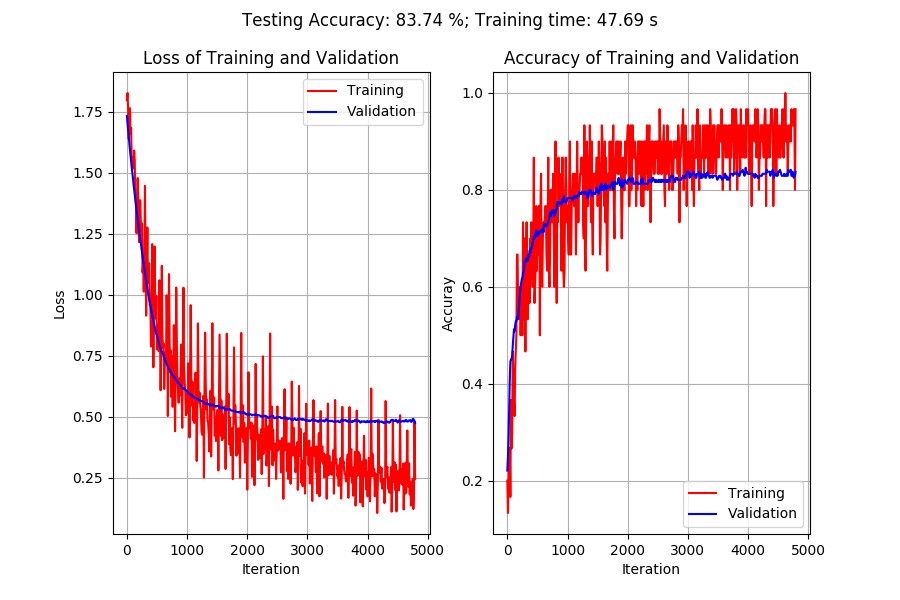 Testing Accuracy: 83.74 %; Training time: 47.69 s
Loss of Training and Validation
Training
Validation
1.75
1.50
1.25
1.00
0.75
0.50
0.25
Loss
0
1000
2000
3000
4000
5000
Iteration
Accuracy of Training and Validation
1.0
0.8
0.6
0.4
0.2
Accuray
Training
Validation
0
1000
2000
3000
4000
5000
Iteration